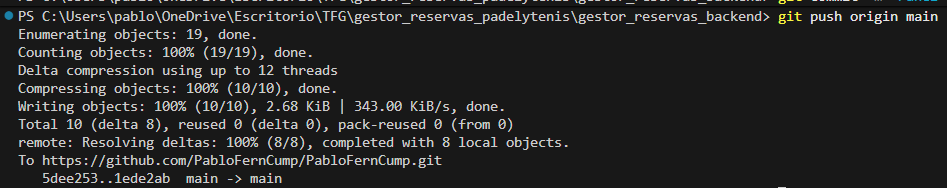 PS C:\Users\pablo\OneDrive\Escritorio\TFG\gestor_reservas_padelytenis\gestor_reservas_backend> git push origin main
Enumerating objects: 19, done.
Counting objects: 100% (19/19), done.
Delta compression using up to 12 threads
Compressing objects: 100% (10/10), done.
Writing objects: 100% (10/10), 2.68 KiB | 343.00 KiB/s, done.
Total 10 (delta 8), reused 0 (delta 0), pack-reused 0 (from 0)
remote: Resolving deltas: 100% (8/8), completed with 8 local objects.
To https://github.com/PabloFernCump/PabloFernCump.git
   5dee253..1ede2ab  main -> main